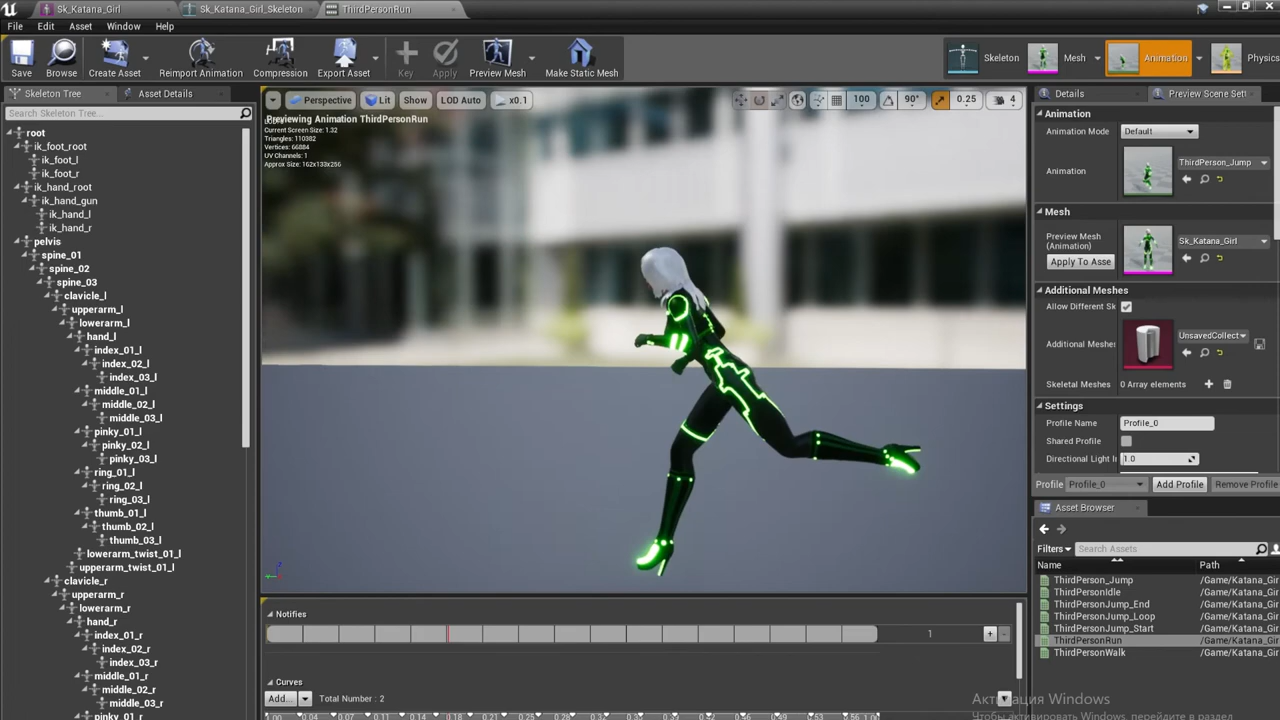 Sk_Katana_Girl
Sk_Katana_Girl_Skeleton
ThirdPersonRun
File Edit Asset Window Help
Save Browse Create Asset Reimport Animation Compression Export Asset Key Apply Preview Mesh Make Static Mesh Skeleton Mesh Animation Physics
Skeleton Tree Asset Details
Search Skeleton Tree...
root
ik_foot_root
ik_foot_l
ik_foot_r
ik_hand_root
ik_hand_gun
ik_hand_l
ik_hand_r
pelvis
spine_01
spine_02
spine_03
clavicle_l
upperarm_l
lowerarm_l
hand_l
index_01_l
index_02_l
index_03_l
middle_01_l
middle_02_l
middle_03_l
pinky_01_l
pinky_02_l
pinky_03_l
ring_01_l
ring_02_l
ring_03_l
thumb_01_l
thumb_02_l
thumb_03_l
lowerarm_twist_01_l
upperarm_twist_01_l
clavicle_r
upperarm_r
lowerarm_r
hand_r
index_01_r
index_02_r
index_03_r
middle_01_r
middle_02_r
middle_03_r
pinky_01_r
Perspective Lit Show LOD Auto x0.1 100 90° 0.25 4
Previewing Animation ThirdPersonRun
Current Screen Size: 1.32
Triangles: 110382
Vertices: 66084
UV Channels: 1
Approx Size: 162x133x256
Notifies
1
Curves
Add... Total Number : 2
Details Preview Scene Sett
Animation
Animation Mode Default
Animation ThirdPerson_Jump
Mesh
Preview Mesh
(Animation)
Sk_Katana_Girl
Apply To Asse
Additional Meshes
Allow Different Sk
Additional Meshes UnsavedCollect
Skeletal Meshes 0 Array elements
Settings
Profile Name Profile_0
Shared Profile
Directional Light In 1.0
Profile Profile_0 Add Profile Remove Profile
Asset Browser
Filters Search Assets
Name Path
ThirdPerson_Jump /Game/Katana_Gir
ThirdPersonIdle /Game/Katana_Gir
ThirdPersonJump_End /Game/Katana_Gir
ThirdPersonJump_Loop /Game/Katana_Gir
ThirdPersonJump_Start /Game/Katana_Gir
ThirdPersonRun /Game/Katana_Gir
ThirdPersonWalk /Game/Katana_Gir
Активация Windows
Чтобы активировать Windows, перейдите в раздел